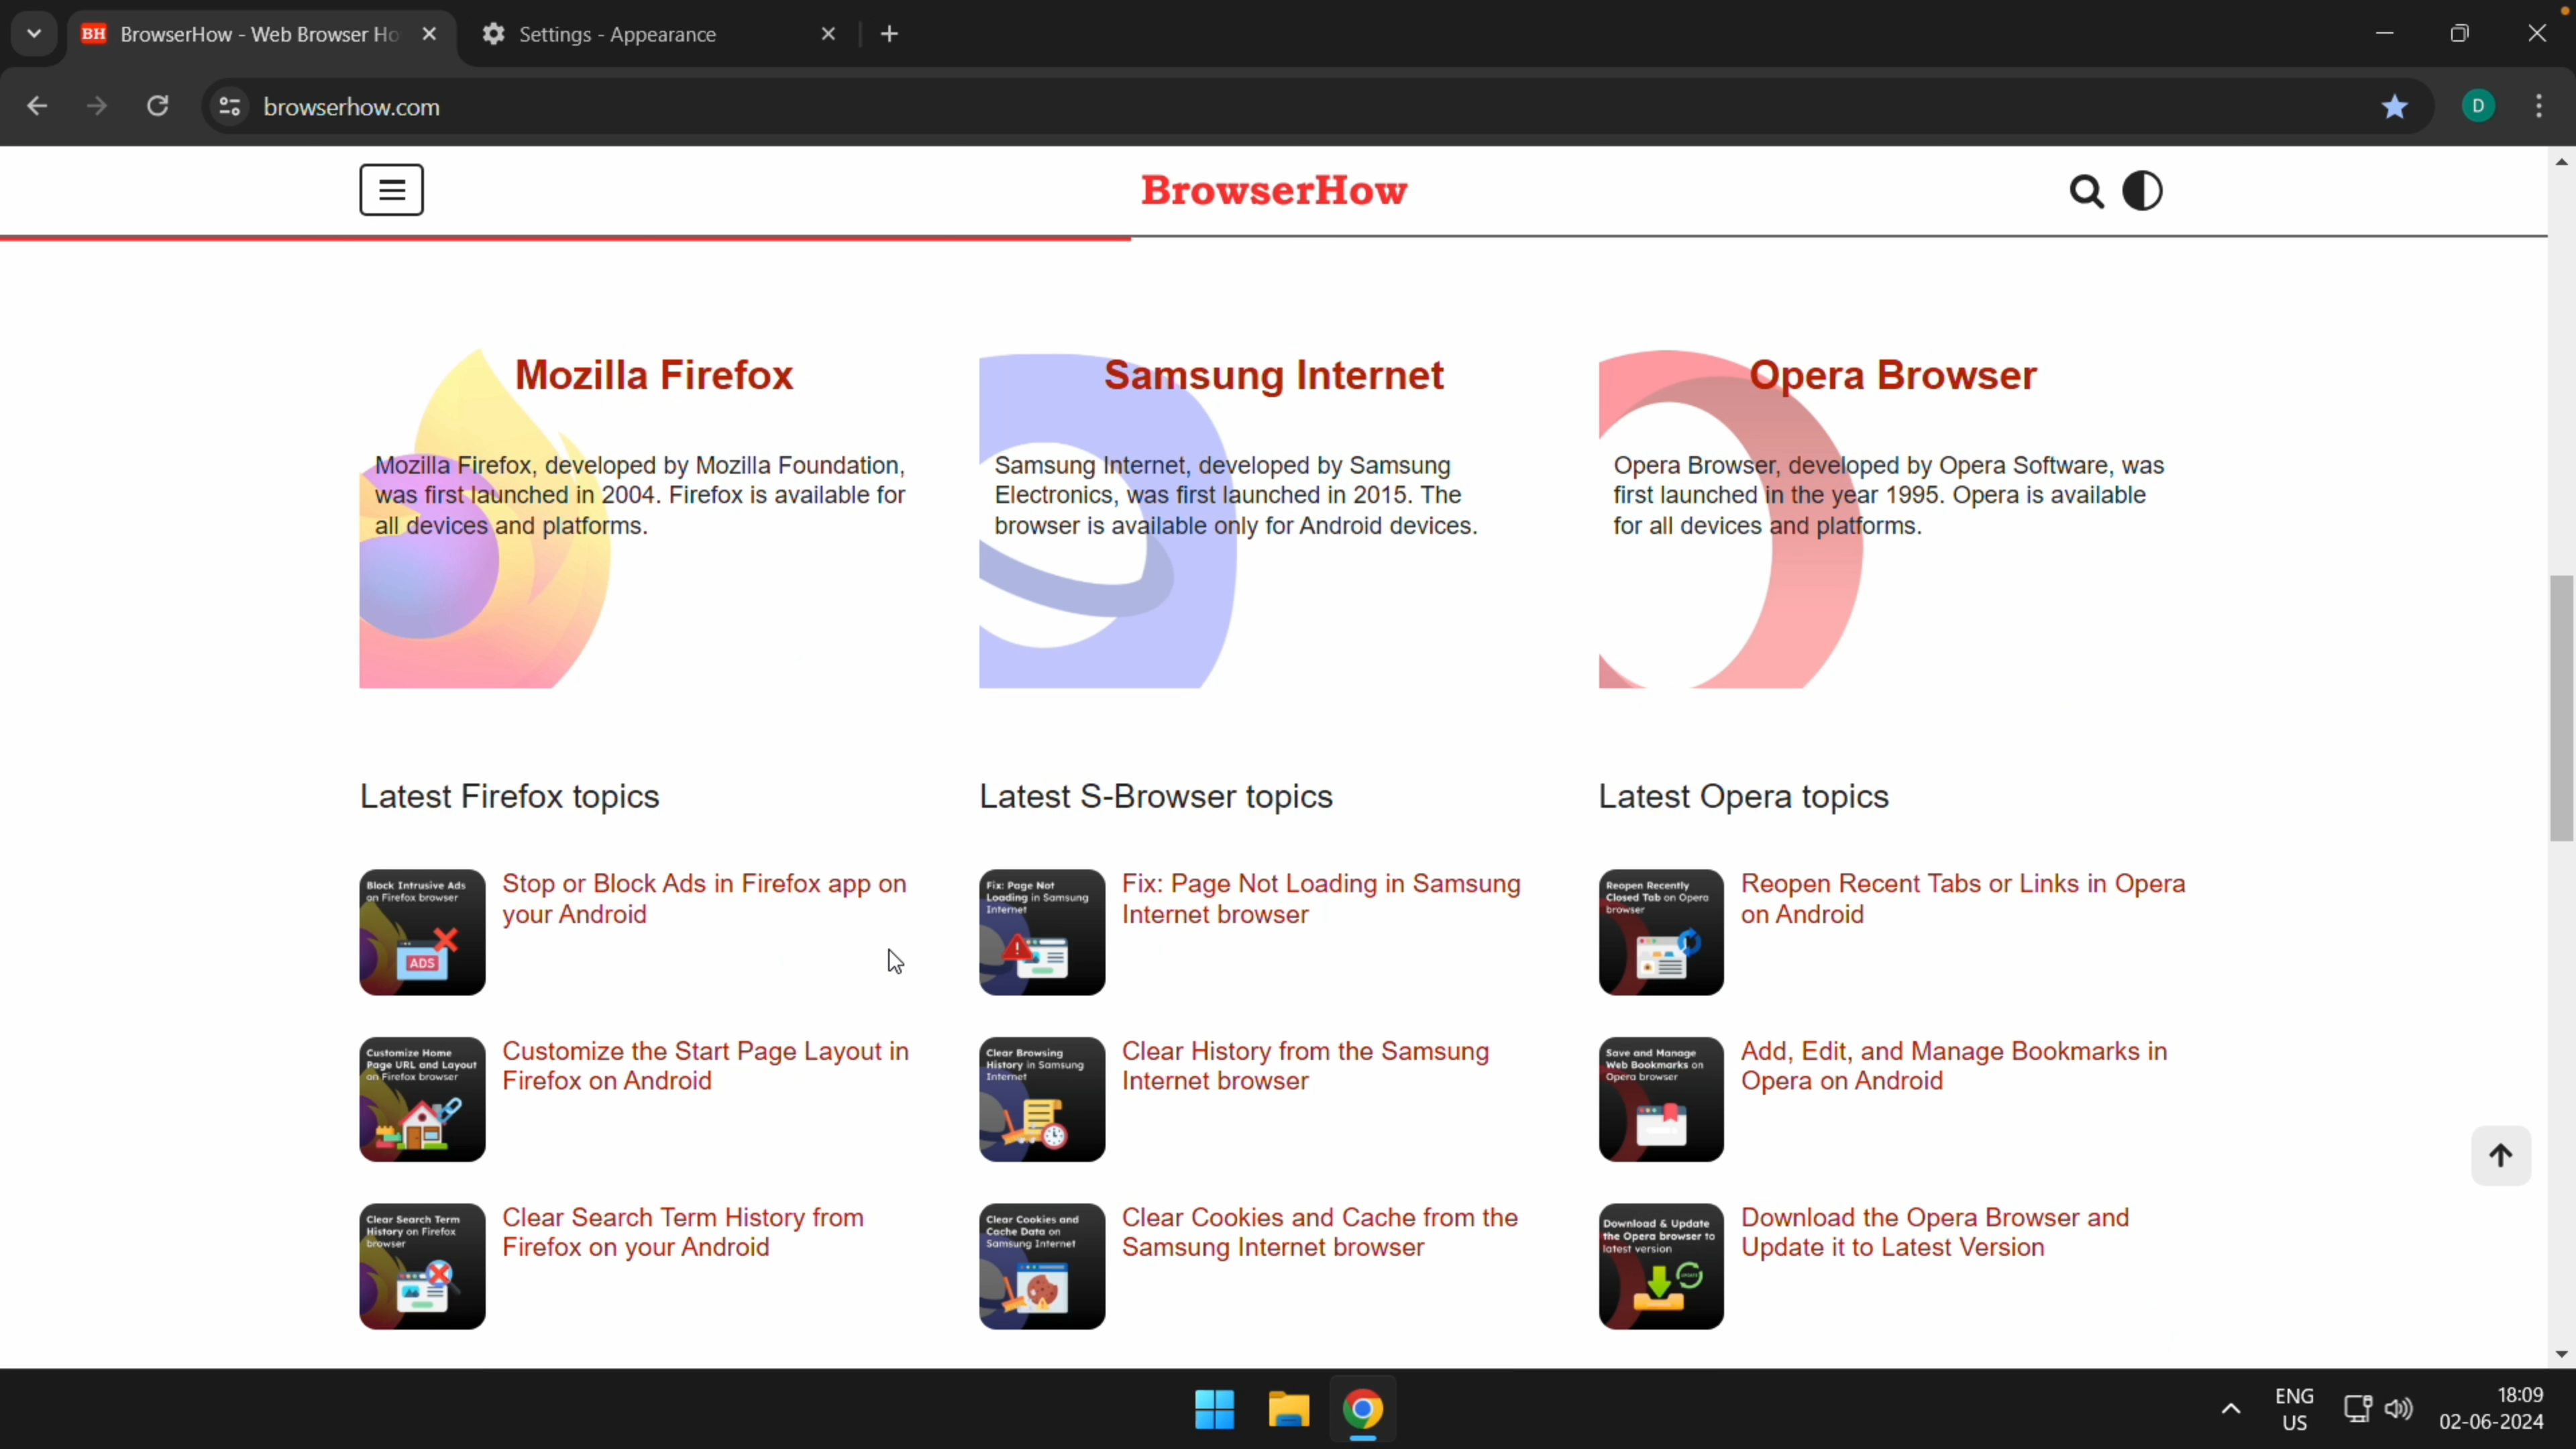 BH BrowserHow - Web Browser Ho
Settings - Appearance
browserhow.com
D
BrowserHow
Mozilla Firefox
Mozilla Firefox, developed by Mozilla Foundation,
was first launched in 2004. Firefox is available for
all devices and platforms.
Samsung Internet
Samsung Internet, developed by Samsung
Electronics, was first launched in 2015. The
browser is available only for Android devices.
Opera Browser
Opera Browser, developed by Opera Software, was
first launched in the year 1995. Opera is available
for all devices and platforms.
Latest Firefox topics
Block Intrusive Ads
on Firefox browser
ADS
Stop or Block Ads in Firefox app on
your Android
Customize Home
Page URL and Layout
on Firefox browser
Customize the Start Page Layout in
Firefox on Android
Clear Search Term
History on Firefox
browser
Clear Search Term History from
Firefox on your Android
Latest S-Browser topics
Fix: Page Not
Loading in Samsung
Internet
Fix: Page Not Loading in Samsung
Internet browser
Clear Browsing
History in Samsung
Internet
Clear History from the Samsung
Internet browser
Clear Cookies and
Cache Data on
Samsung Internet
Clear Cookies and Cache from the
Samsung Internet browser
Latest Opera topics
Reopen Recently
Closed Tab on Opera
browser
Reopen Recent Tabs or Links in Opera
on Android
Save and Manage
Web Bookmarks on
Opera browser
Add, Edit, and Manage Bookmarks in
Opera on Android
Download & Update
the Opera browser to
latest version
Download the Opera Browser and
Update it to Latest Version
ENG
US
18:09
02-06-2024